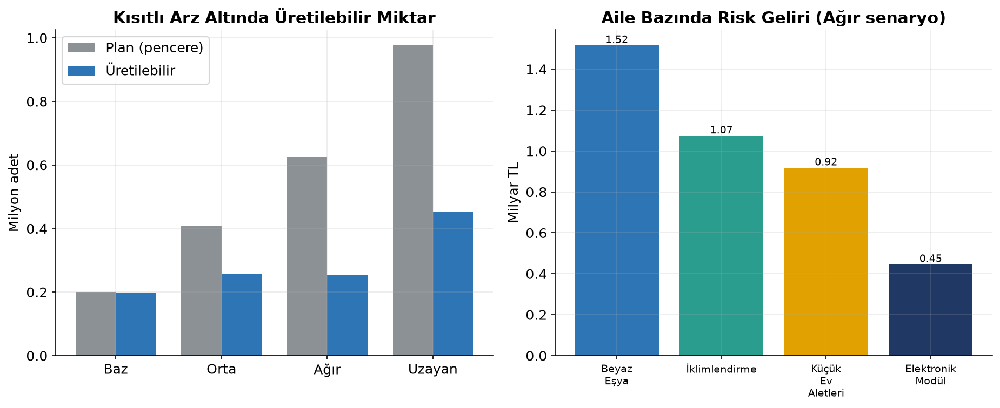 Kısıtlı Arz Altında Üretilebilir Miktar
Plan (pencere)
Üretilebilir
Milyon adet
1.0
0.8
0.6
0.4
0.2
0.0
Baz
Orta
Ağır
Uzayan
Aile Bazında Risk Geliri (Ağır senaryo)
Milyar TL
1.4
1.2
1.0
0.8
0.6
0.4
0.2
0.0
1.52
1.07
0.92
0.45
Beyaz
Eşya
İklimlendirme
Küçük
Ev
Aletleri
Elektronik
Modül